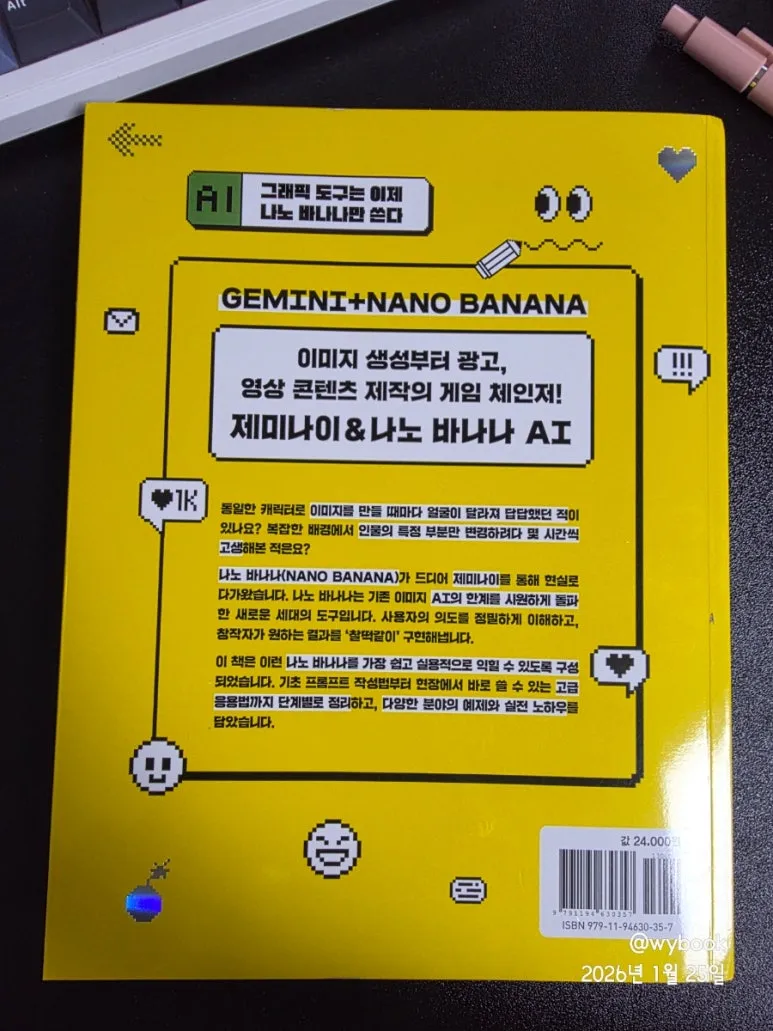 Alt
AI
그래픽 도구는 이제
나노 바나나만 쓴다
GEMINI+NANO BANANA
이미지 생성부터 광고,
영상 콘텐츠 제작의 게임 체인저!
제미나이&나노 바나나 AI
!!!
1K
동일한 캐릭터로 이미지를 만들 때마다 얼굴이 달라져 답답했던 적이
있나요? 복잡한 배경에서 인물의 특정 부분만 변경하려다 몇 시간씩
고생해본 적은요?
나노 바나나(NANO BANANA)가 드디어 제미나이를 통해 현실로
다가왔습니다. 나노 바나나는 기존 이미지 AI의 한계를 시원하게 돌파
한 새로운 세대의 도구입니다. 사용자의 의도를 정밀하게 이해하고,
창작자가 원하는 결과를 ‘찰떡같이’ 구현해냅니다.
이 책은 이런 나노 바나나를 가장 쉽고 실용적으로 익힐 수 있도록 구성
되었습니다. 기초 프롬프트 작성법부터 현장에서 바로 쓸 수 있는 고급
응용법까지 단계별로 정리하고, 다양한 분야의 예제와 실전 노하우를
담았습니다.
값 24,000원
9 791194 630357
ISBN 979-11-94630-35-7
@wybook
2026년 1월 25일